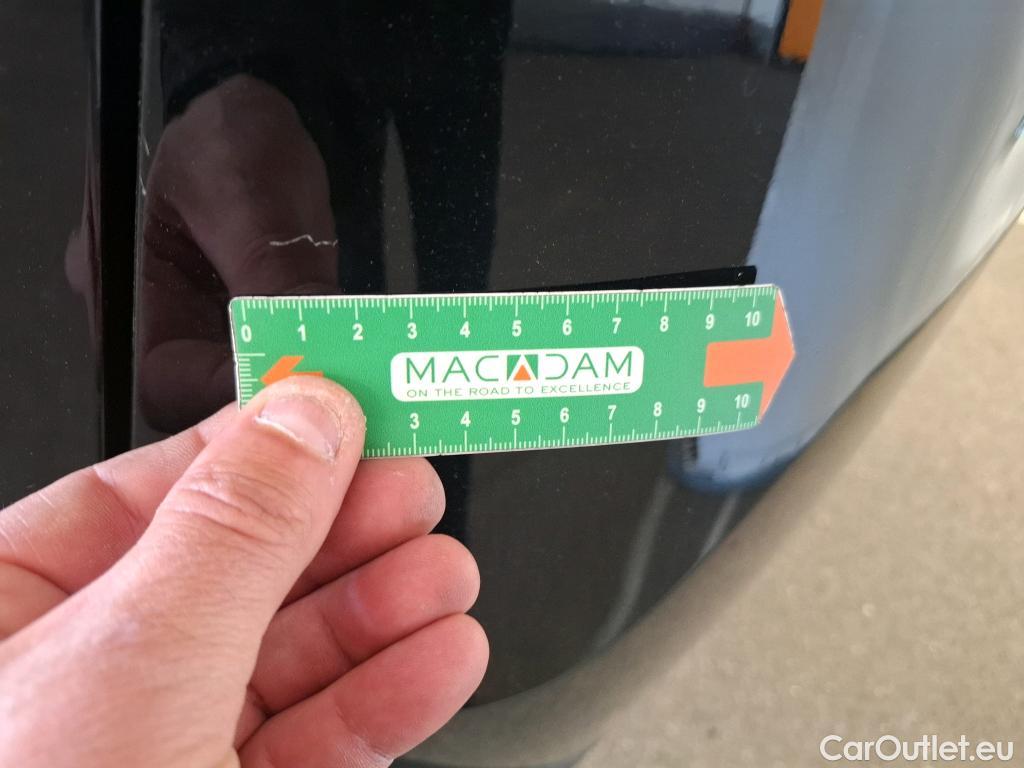 0 1 2 3 4 5 6 7 8 9 10
MACADAM
ON THE ROAD TO EXCELLENCE
3 4 5 6 7 8 9 10
CarOutlet.eu